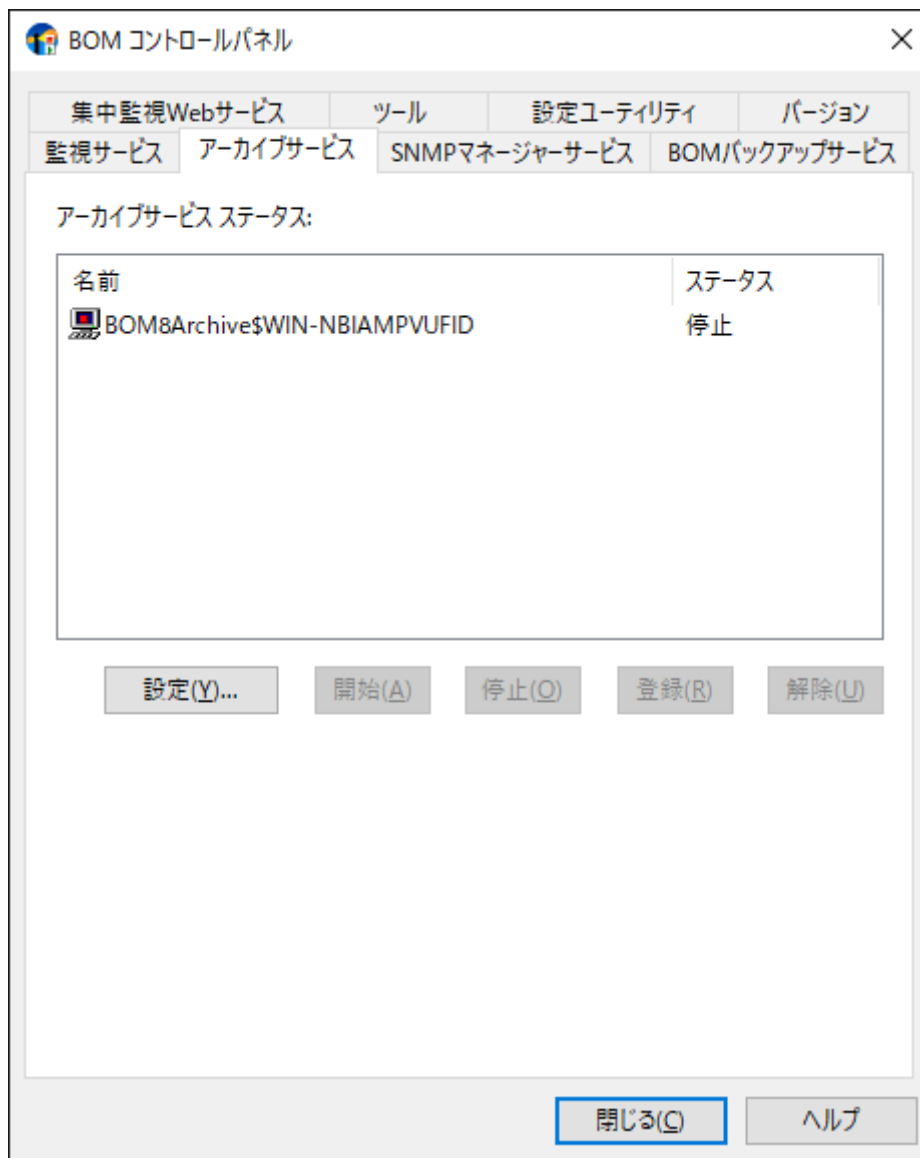 BOM コントロールパネル
集中監視Webサービス ツール 設定ユーティリティ バージョン
監視サービス アーカイブサービス SNMPマネージャーサービス BOMバックアップサービス
アーカイブサービス ステータス:
名前 ステータス
BOM8Archive$WIN-NBIAMPVUFID 停止
設定(Y)... 開始(A) 停止(O) 登録(R) 解除(U)
閉じる(C) ヘルプ